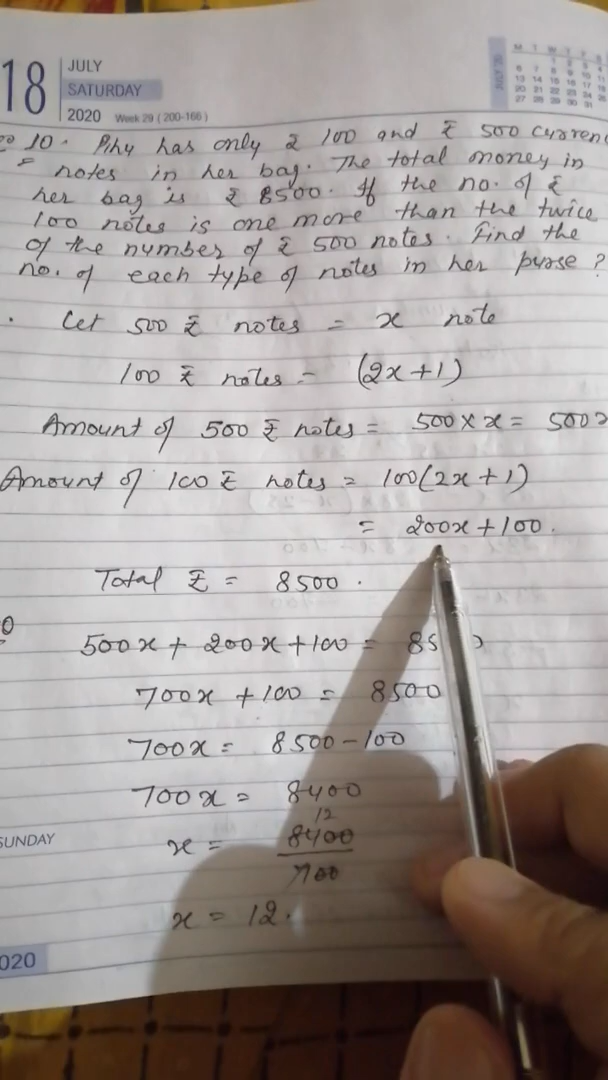 18
JULY
SATURDAY
2020 Week 29 (200-166)
10. Phy has only ₹ 100 and ₹ 500 curren
notes in her bag. The total money in
her bag is ₹ 8500. If the no. of ₹
100 notes is one more than the twice
of the number of ₹ 500 notes. Find the
no. of each type of notes in her purse?
Let 500 ₹ notes = x note
100 ₹ notes = (2x+1)
Amount of 500 ₹ notes = 500 × x = 500x
Amount of 100 ₹ notes = 100(2x+1)
= 200x+100.
Total ₹ = 8500.
500x + 200x+100 = 85
700x + 100 = 8500
700x = 8500-100
700x = 8400
12
x = 8400
700
x = 12.
SUNDAY
020